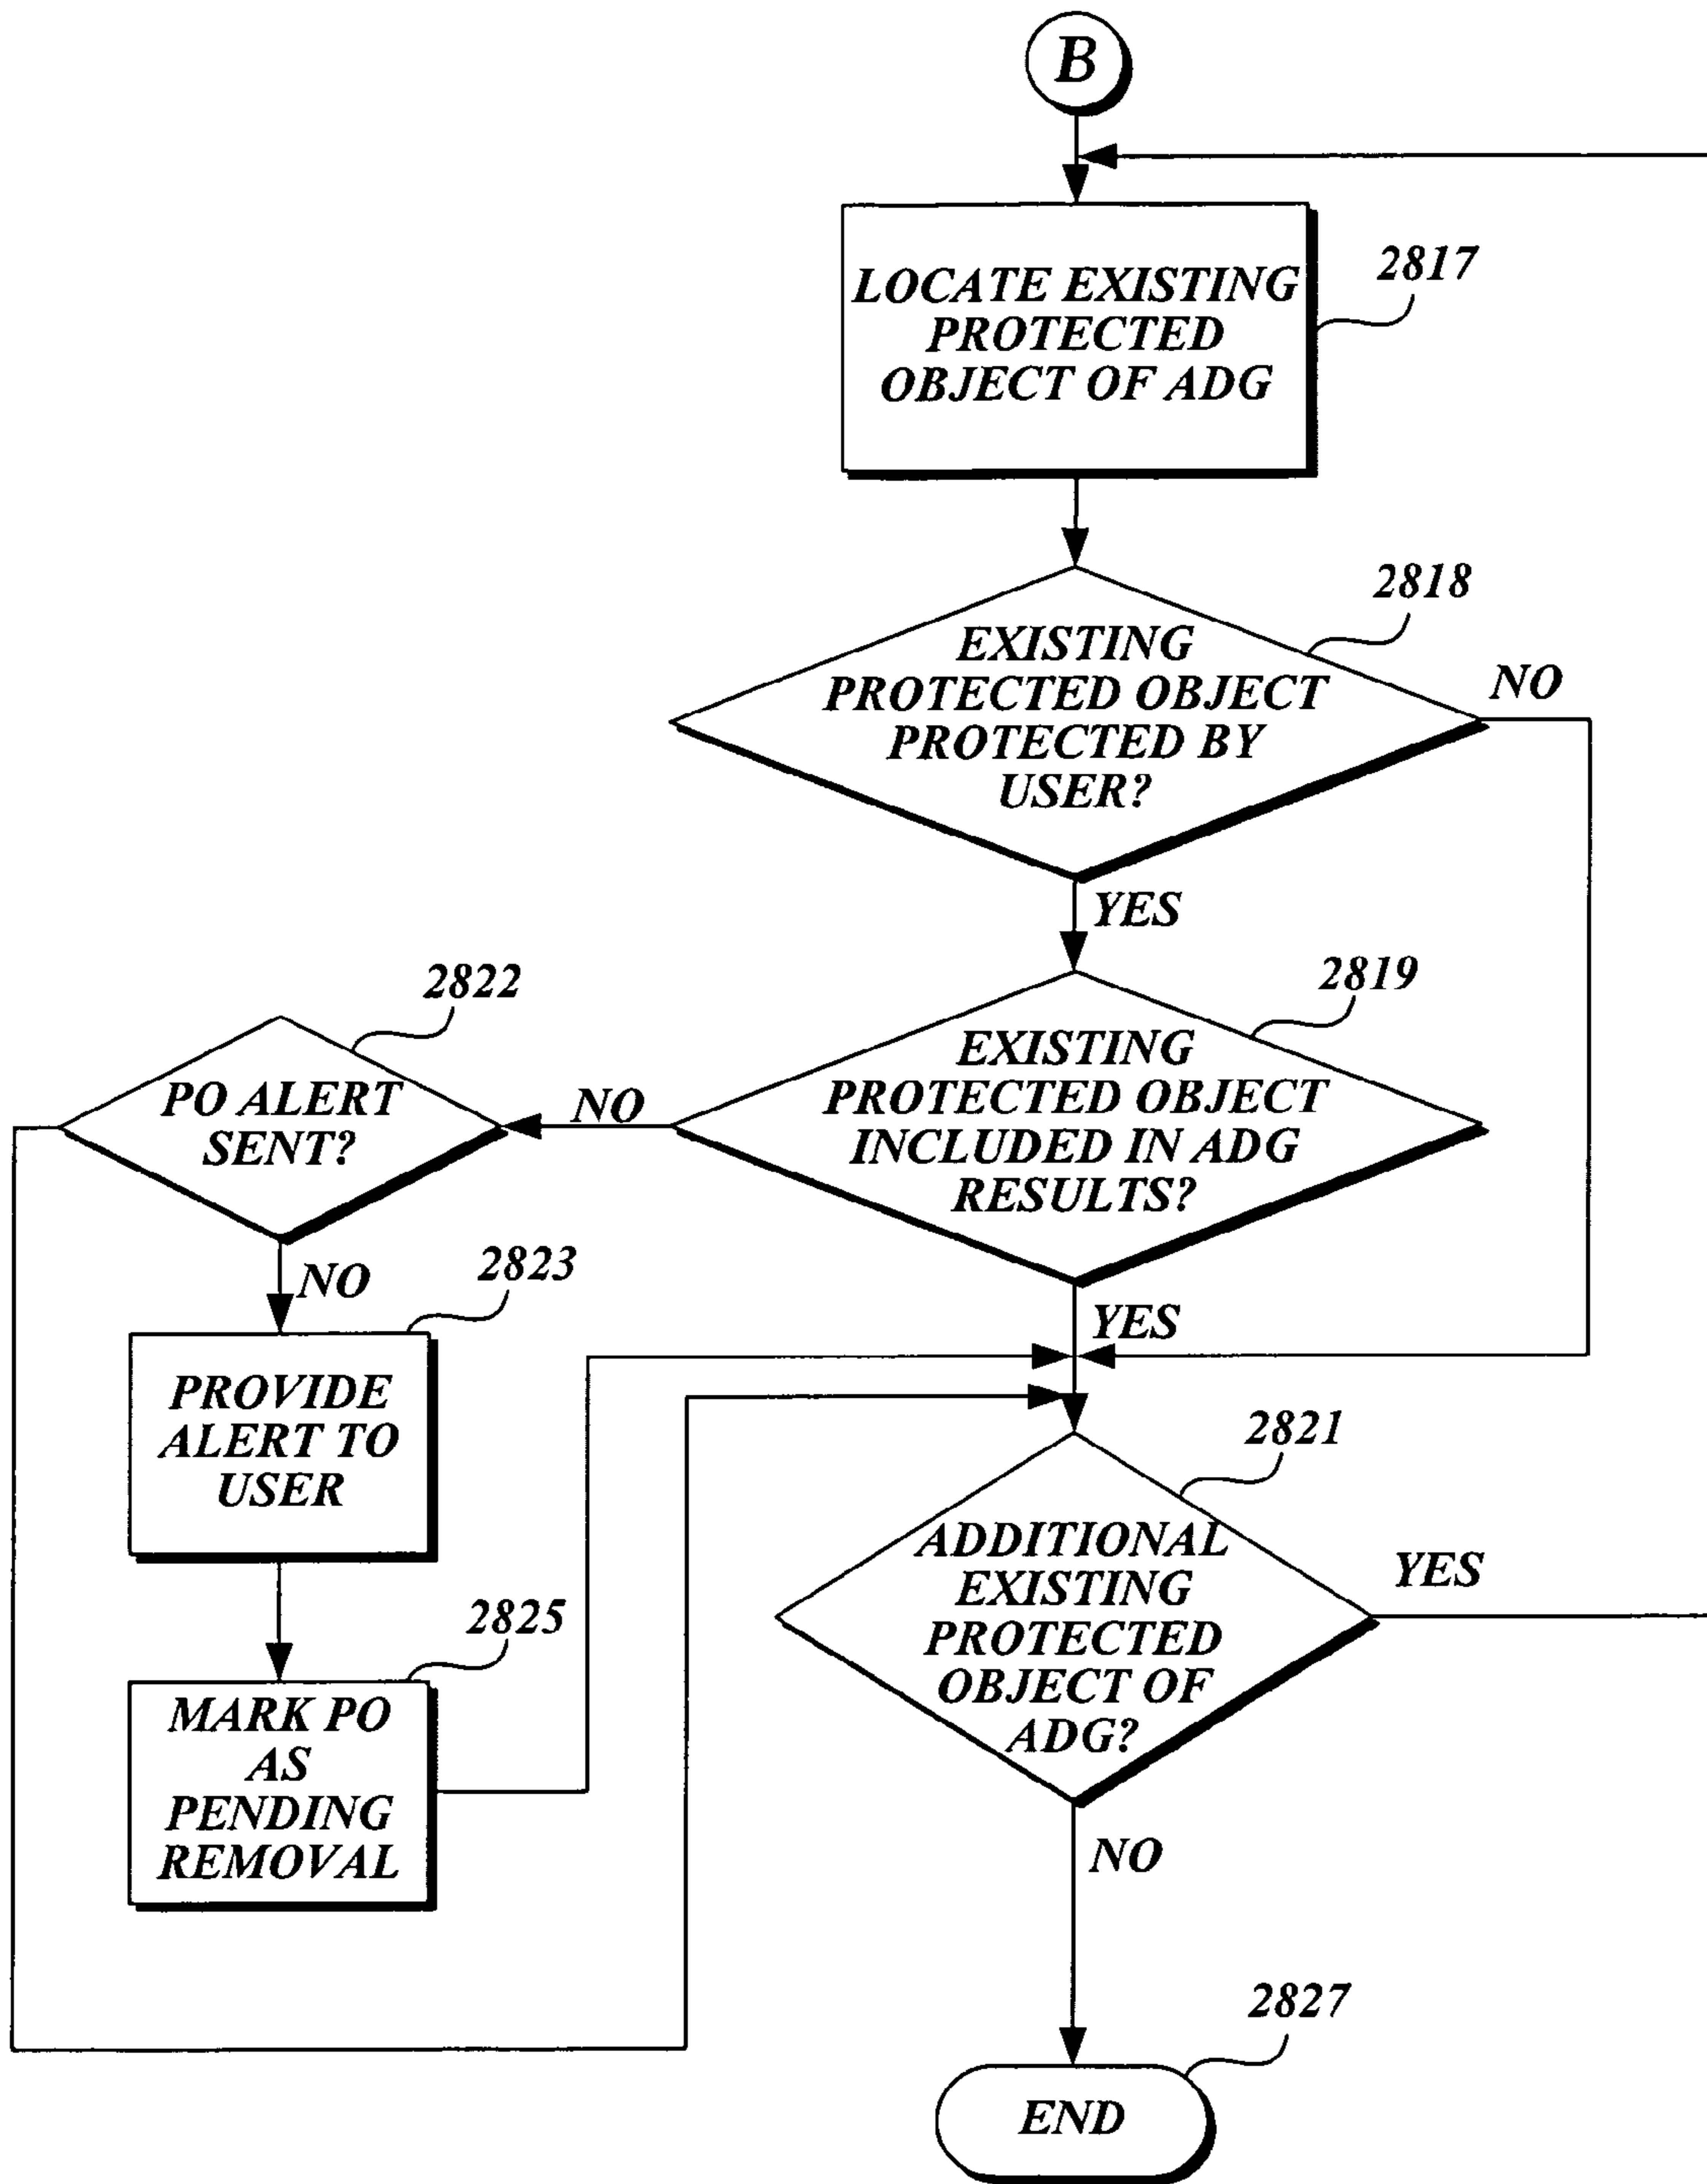 B
LOCATE EXISTING
PROTECTED
OBJECT OF ADG
2817
EXISTING
PROTECTED OBJECT
PROTECTED BY
USER?
2818
NO
YES
EXISTING
PROTECTED OBJECT
INCLUDED IN ADG
RESULTS?
2819
NO
YES
PO ALERT
SENT?
2822
NO
PROVIDE
ALERT TO
USER
2823
MARK PO
AS
PENDING
REMOVAL
2825
ADDITIONAL
EXISTING
PROTECTED
OBJECT OF
ADG?
2821
YES
NO
END
2827